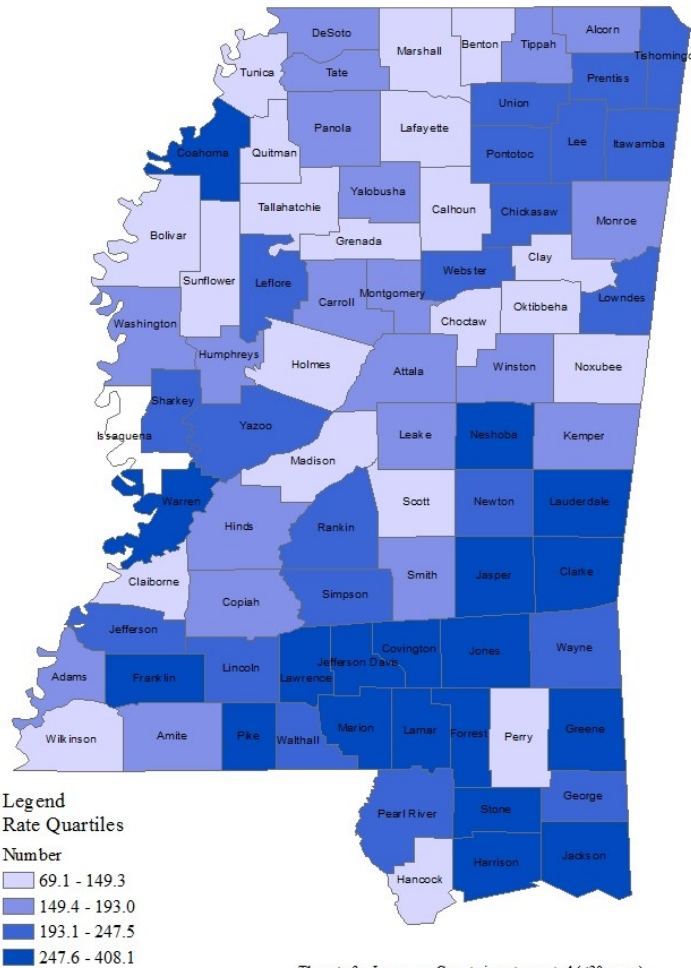 DeSoto
Marshall
Benton
Tippah
Alcorn
Tishomingo
Tunica
Tate
Prentiss
Union
Panola
Lafayette
Coahoma
Quitman
Pontotoc
Lee
Itawamba
Yalobusha
Tallahatchie
Calhoun
Chickasaw
Monroe
Bolivar
Grenada
Clay
Sunflower
Leflore
Webster
Carroll
Montgomery
Lowndes
Oktibbeha
Washington
Choctaw
Humphreys
Holmes
Attala
Winston
Noxubee
Sharkey
Issaquena
Yazoo
Leake
Neshoba
Kemper
Madison
Warren
Scott
Newton
Lauderdale
Hinds
Rankin
Claiborne
Smith
Jasper
Clarke
Copiah
Simpson
Jefferson
Covington
Jones
Wayne
Jefferson Davis
Lincoln
Adams
Franklin
Lawrence
Wilkinson
Amite
Pike
Walthall
Marion
Lamar
Forrest
Perry
Greene
Pearl River
Stone
George
Hancock
Harrison
Jackson
Legend
Rate Quartiles
Number
69.1 - 149.3
149.4 - 193.0
193.1 - 247.5
247.6 - 408.1